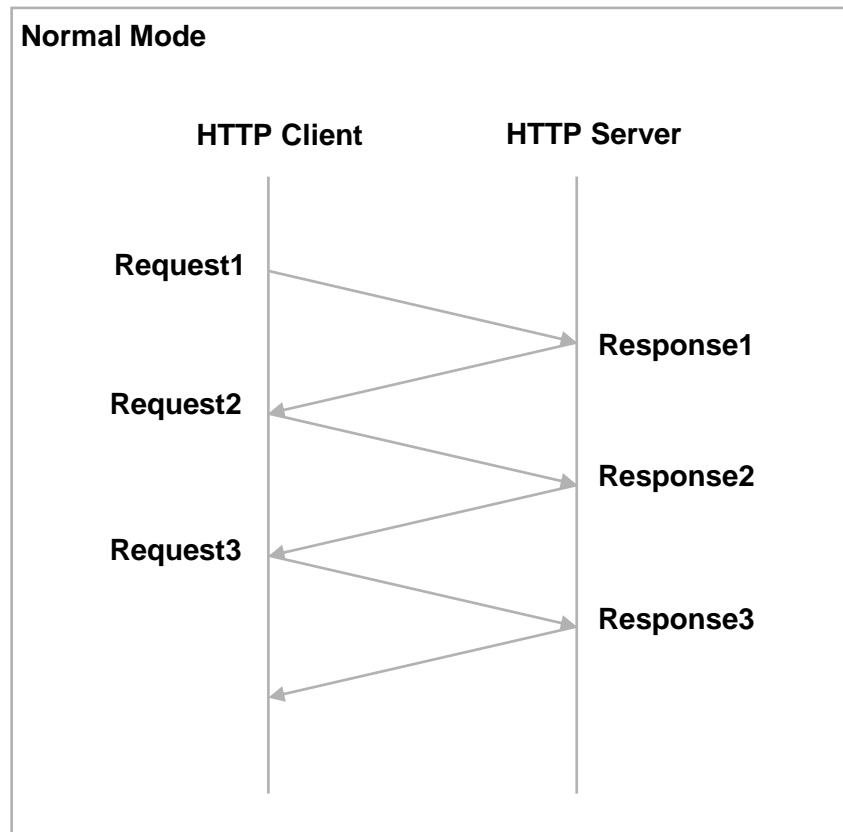 Normal Mode
HTTP Client HTTP Server
Request1
Response1
Request2
Response2
Request3
Response3